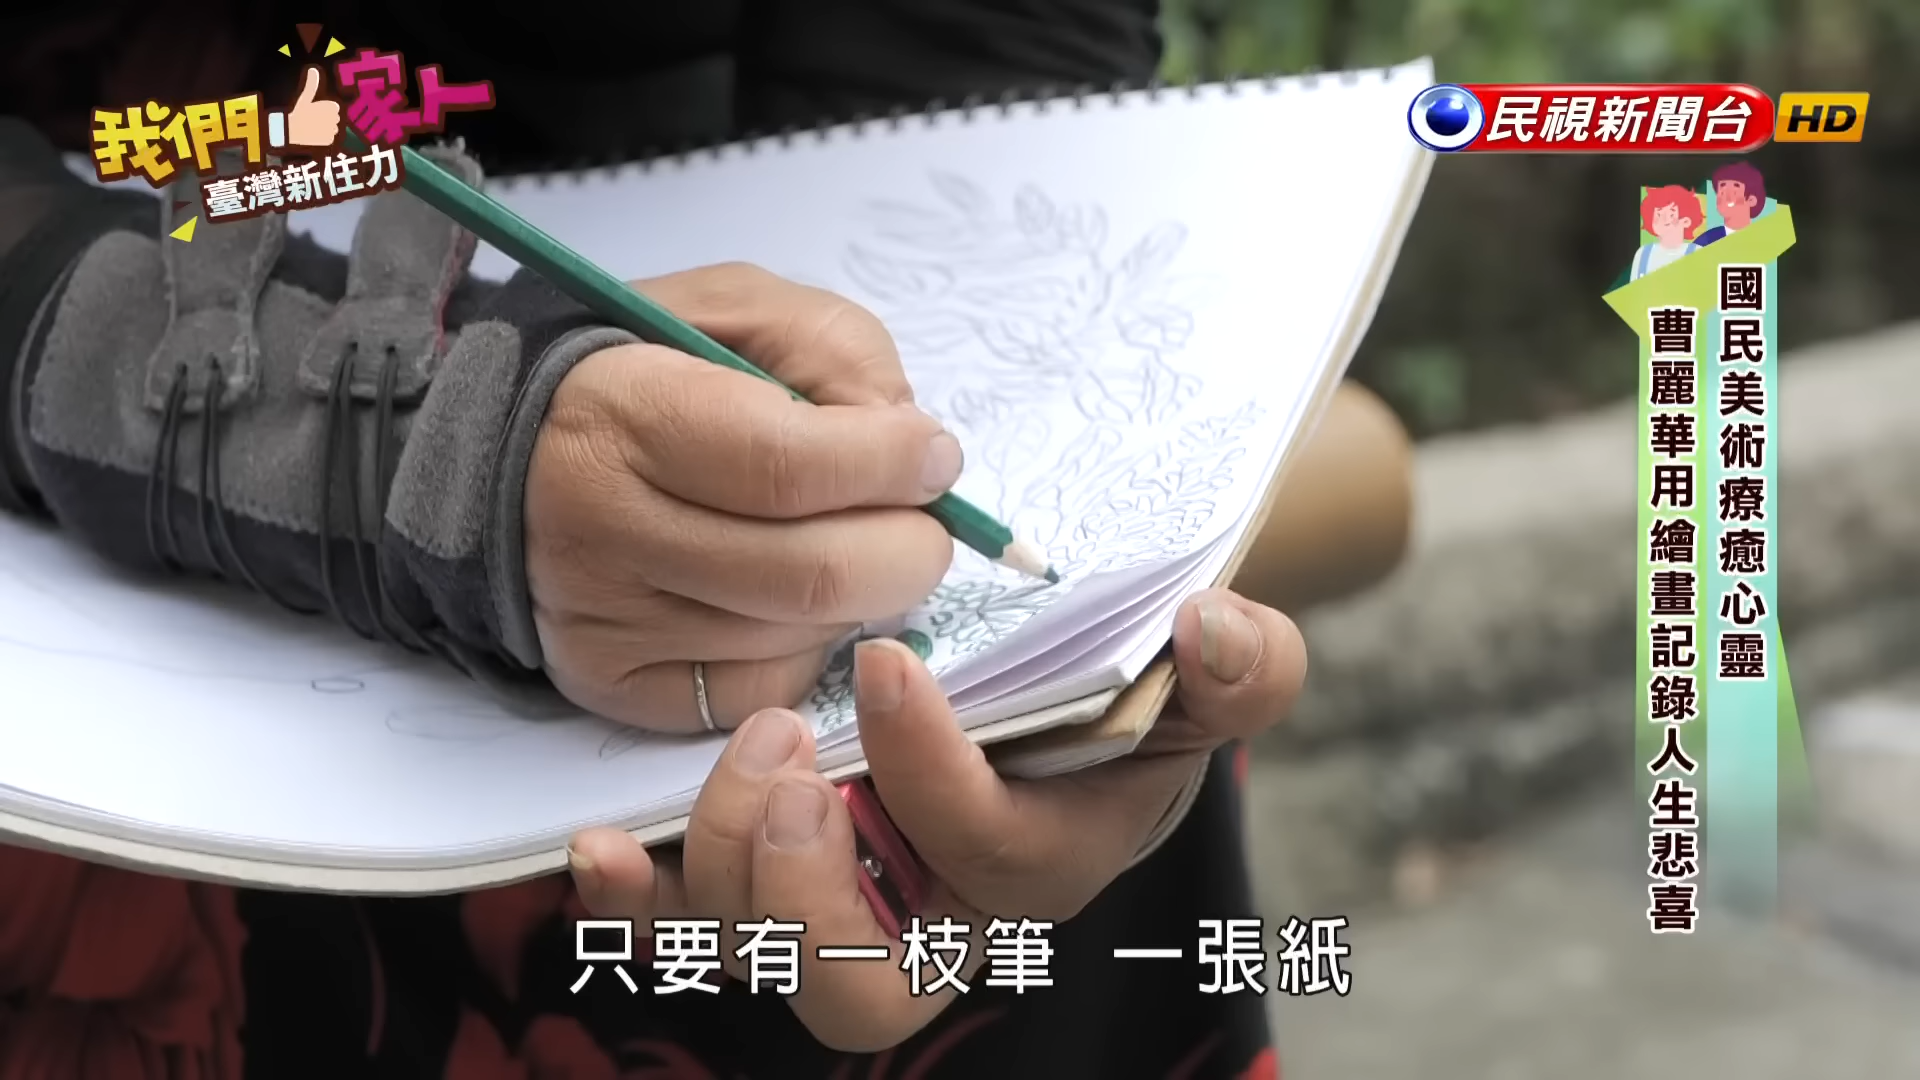 我們 家人
臺灣新住力
民視新聞台 HD
國民美術療癒心靈
曹麗華用繪畫記錄人生悲喜
只要有一枝筆 一張紙